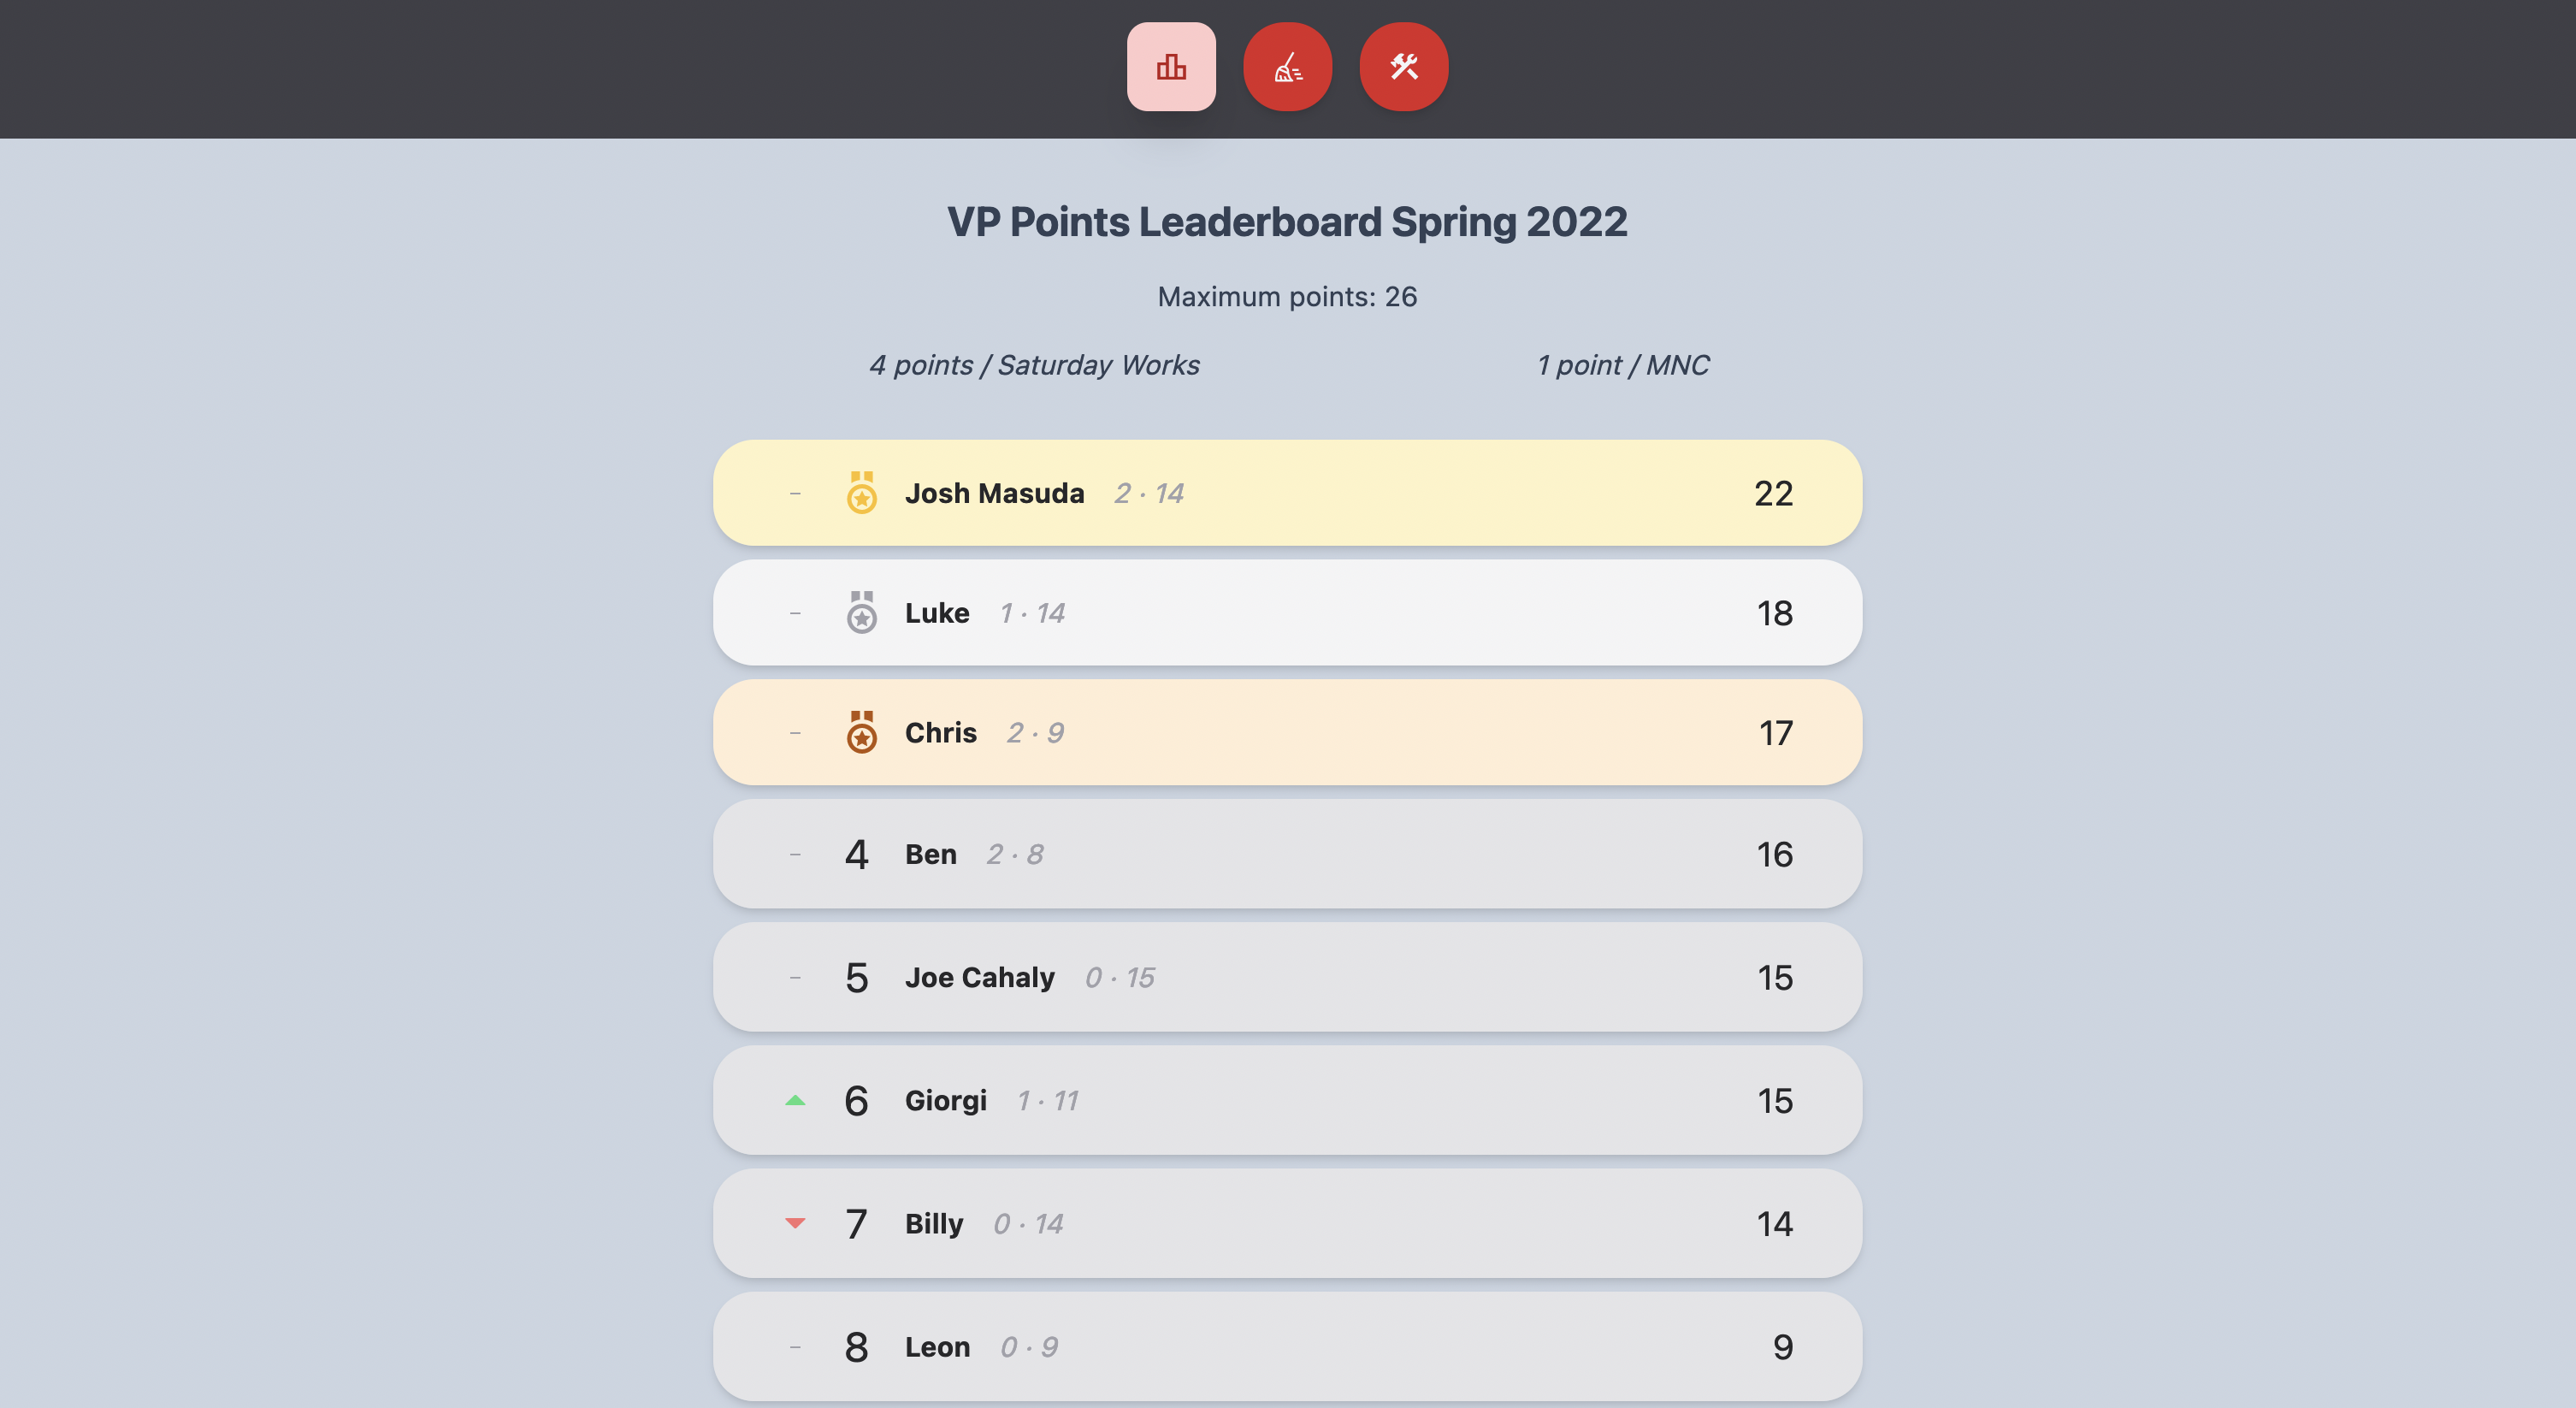 VP Points Leaderboard Spring 2022
Maximum points: 26
4 points / Saturday Works 1 point / MNC
– Josh Masuda 2 · 14 22
– Luke 1 · 14 18
– Chris 2 · 9 17
– 4 Ben 2 · 8 16
– 5 Joe Cahaly 0 · 15 15
6 Giorgi 1 · 11 15
7 Billy 0 · 14 14
– 8 Leon 0 · 9 9